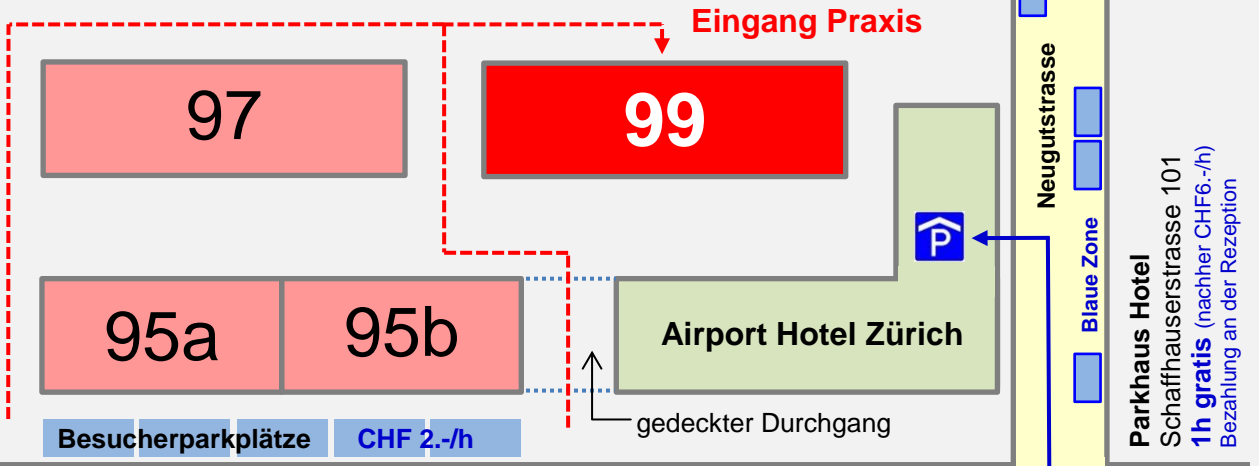 Eingang Praxis
97
99
95a
95b
P
Airport Hotel Zürich
gedeckter Durchgang
Besucherparkplätze CHF 2.-/h
Neugutstrasse
Blaue Zone
Parkhaus Hotel
Schaffhauserstrasse 101
1h gratis (nachher CHF6.-/h)
Bezahlung an der Rezeption